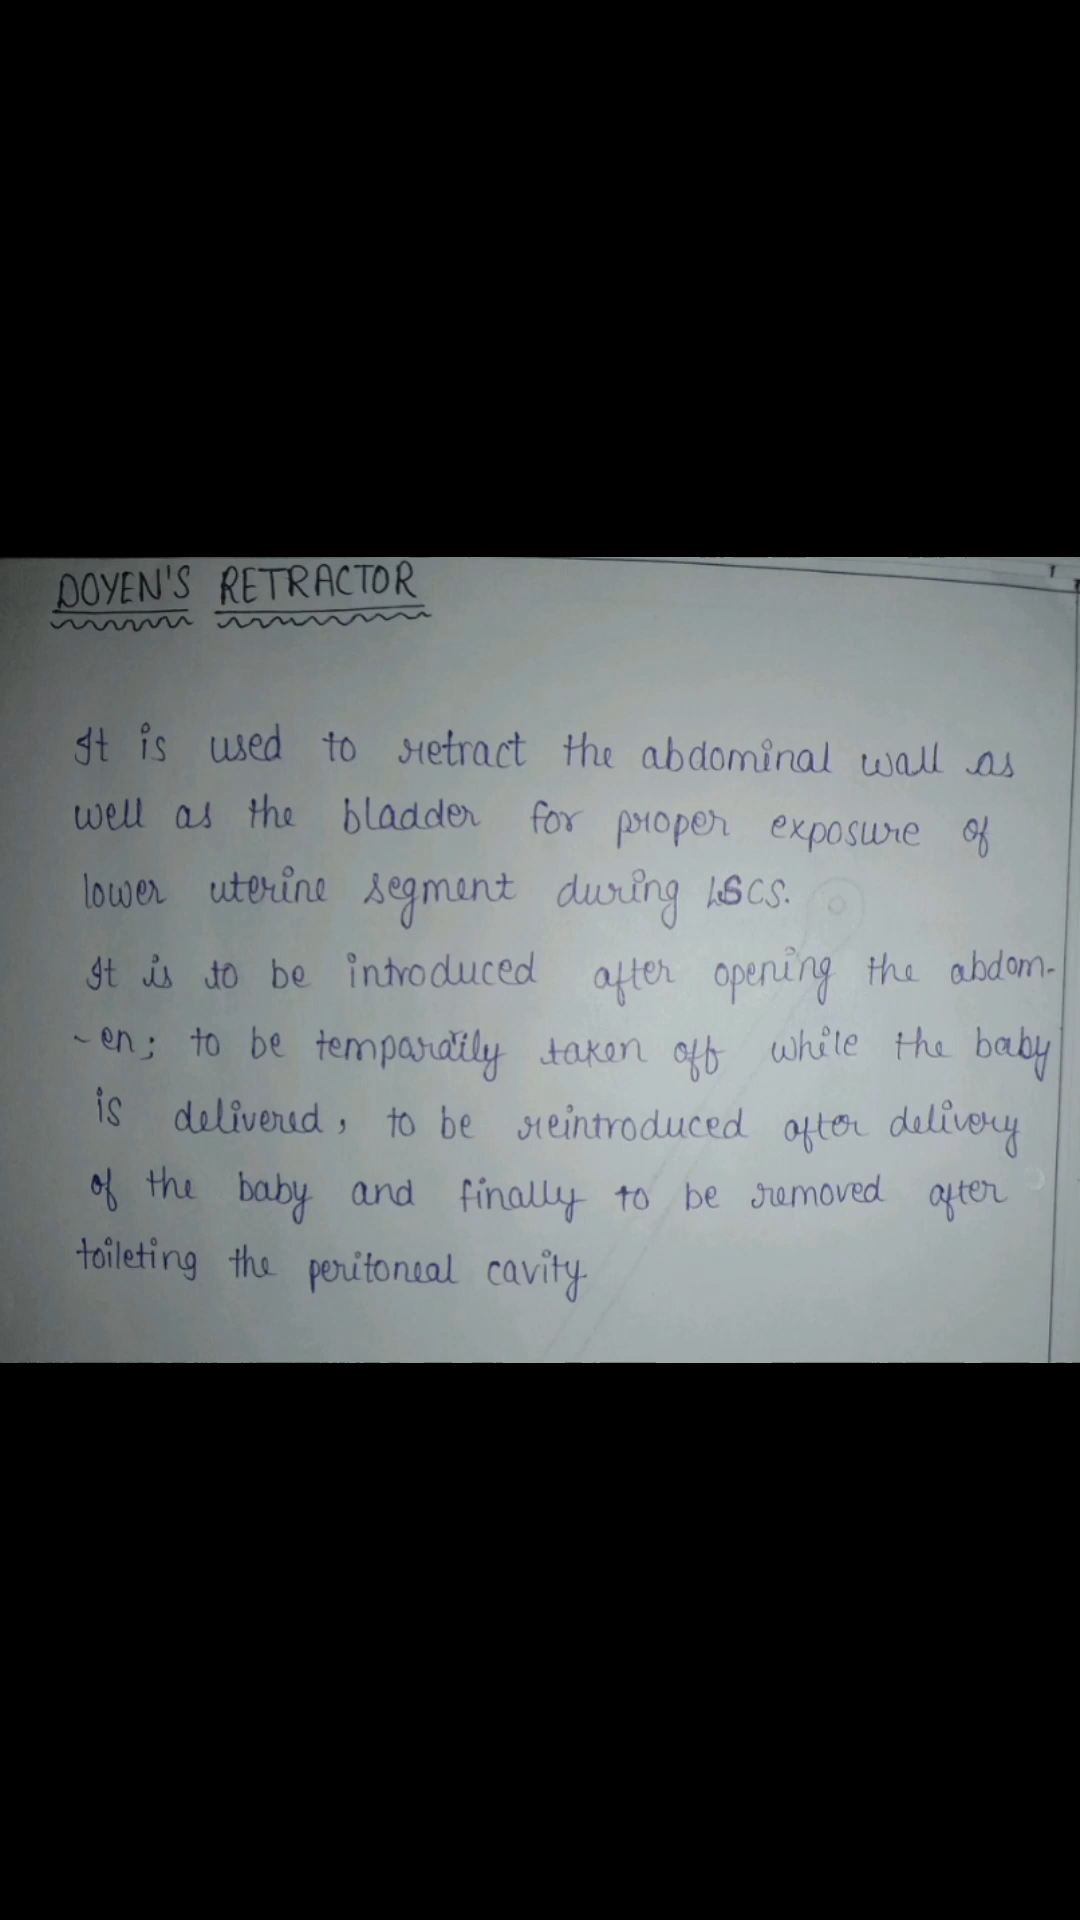 DOYEN'S RETRACTOR
It is used to retract the abdominal wall as
well as the bladder for proper exposure of
lower uterine segment during LSCS.
It is to be introduced after opening the abdom-
-en; to be temparaily taken off while the baby
is delivered, to be reintroduced after delivery
of the baby and finally to be removed after
toileting the peritoneal cavity